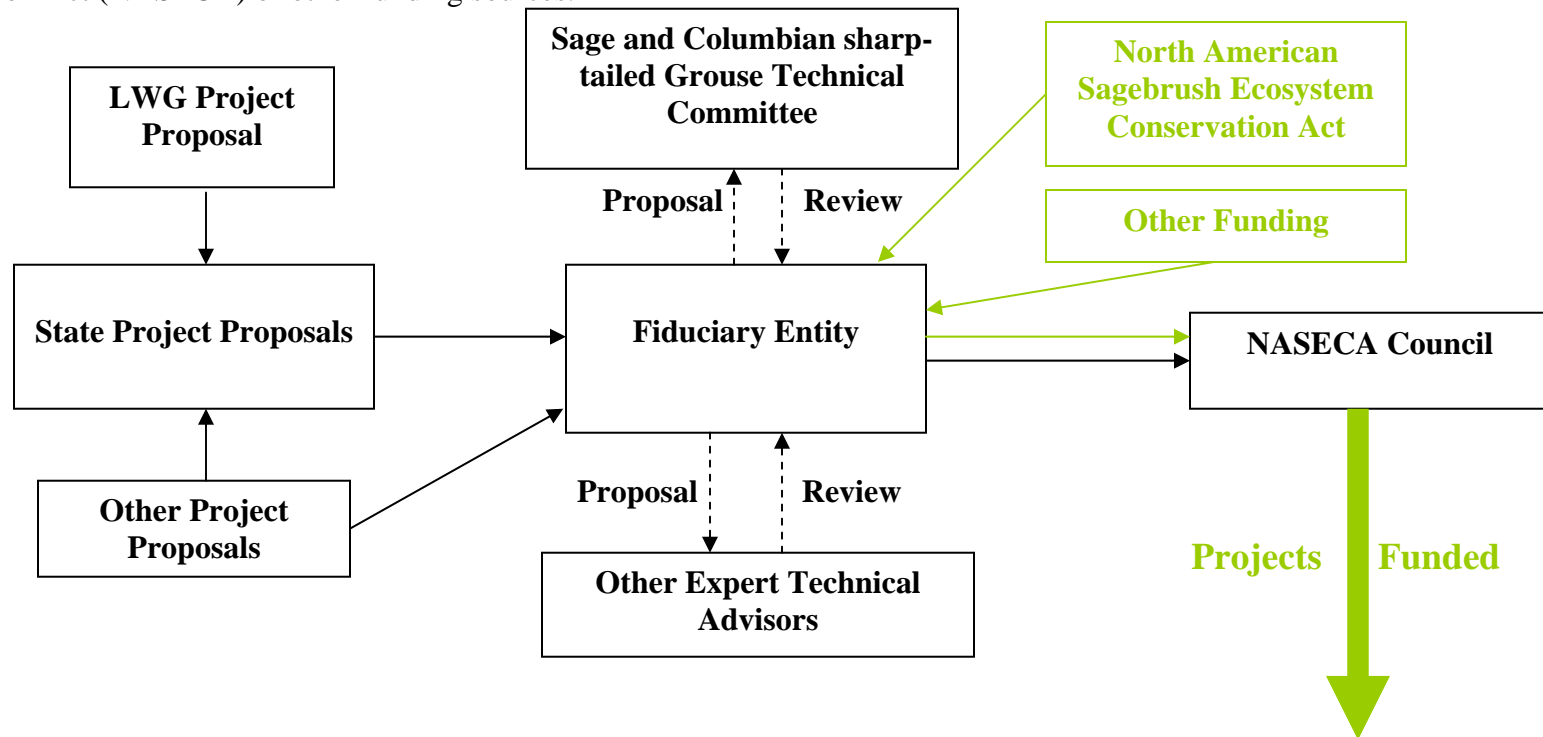 Sage and Columbian sharp-
tailed Grouse Technical
Committee
North American
Sagebrush Ecosystem
Conservation Act
LWG Project
Proposal
Proposal
Review
Other Funding
State Project Proposals
Fiduciary Entity
NASECA Council
Proposal
Review
Other Project
Proposals
Other Expert Technical
Advisors
Projects
Funded